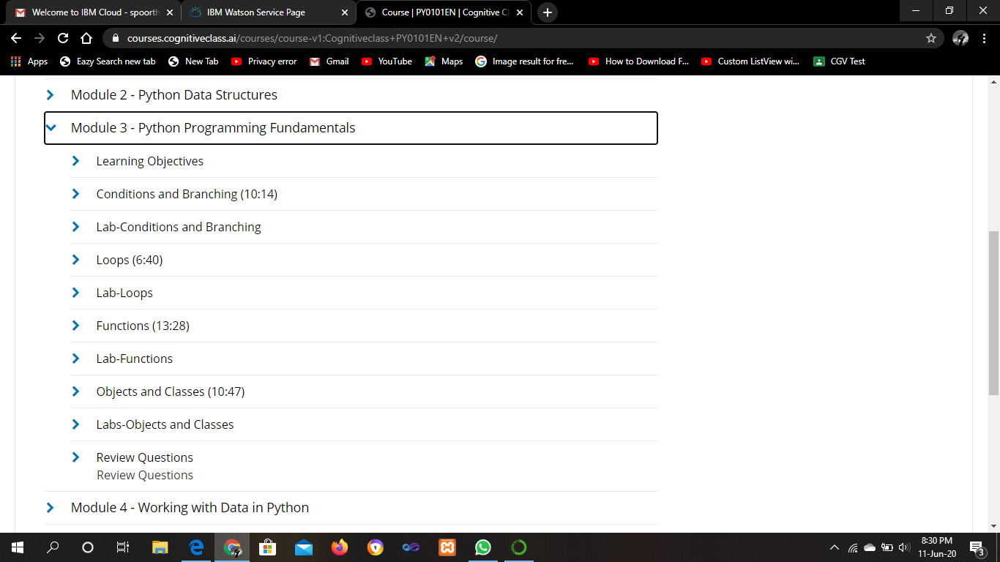 Welcome to IBM Cloud - spoorth
IBM Watson Service Page
Course | PY0101EN | Cognitive Cl
courses.cognitiveclass.ai/courses/course-v1:Cognitiveclass+PY0101EN+v2/course/
Apps
Eazy Search new tab
New Tab
Privacy error
Gmail
YouTube
Maps
Image result for fre...
How to Download F...
Custom ListView wi...
CGV Test
Module 2 - Python Data Structures
Module 3 - Python Programming Fundamentals
Learning Objectives
Conditions and Branching (10:14)
Lab-Conditions and Branching
Loops (6:40)
Lab-Loops
Functions (13:28)
Lab-Functions
Objects and Classes (10:47)
Labs-Objects and Classes
Review Questions
Review Questions
Module 4 - Working with Data in Python
8:30 PM
11-Jun-20
3